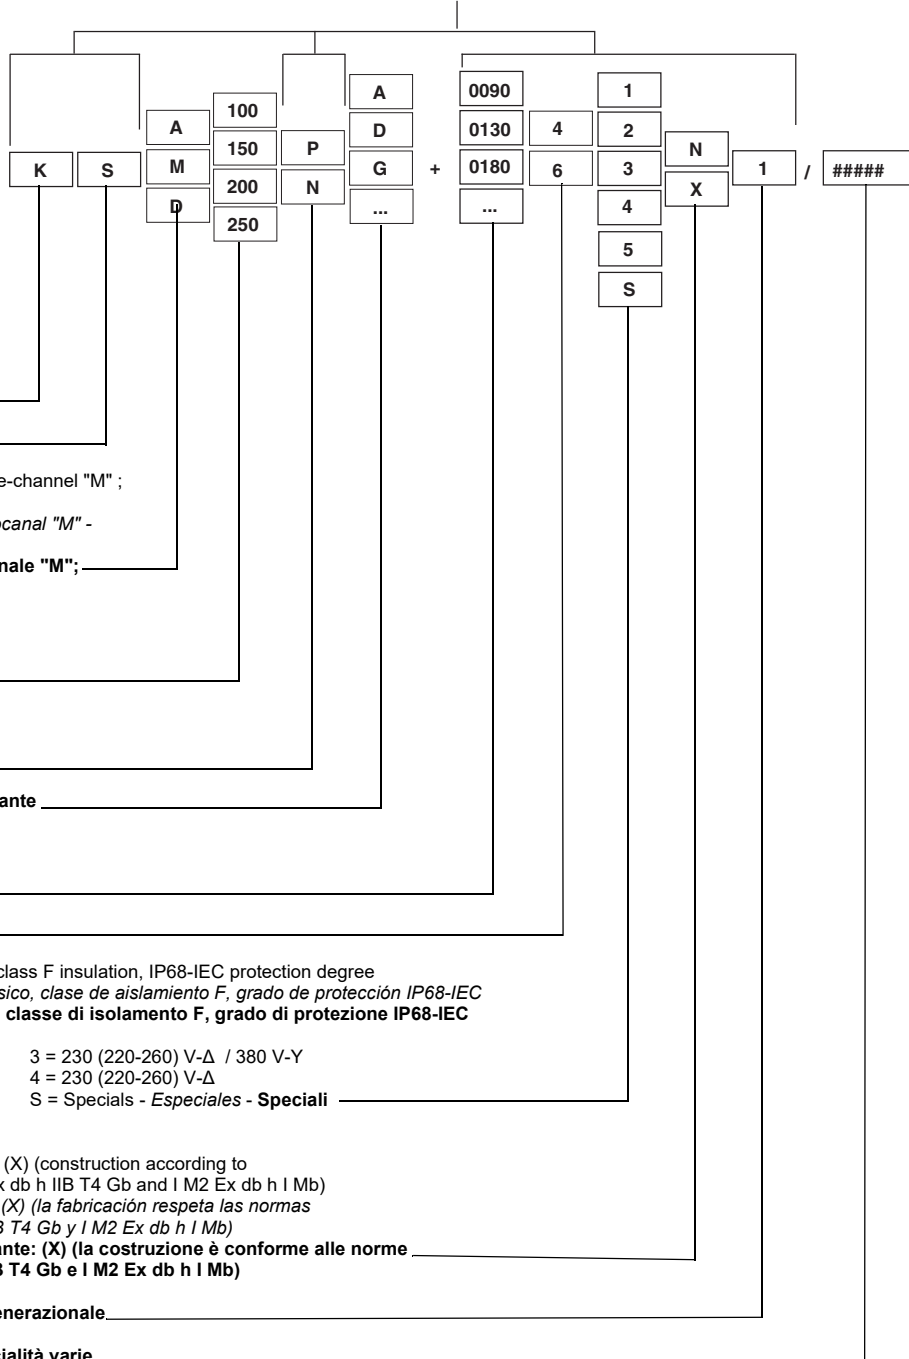 K S
A
M
D
100
150
200
250
P
N
A
D
G
...
+
0090
0130
0180
...
4
6
1
2
3
4
5
S
N
X
1
/
#####
e-channel "M" ;
ocanal "M" -
nale "M";
ante
class F insulation, IP68-IEC protection degree
sico, clase de aislamiento F, grado de protección IP68-IEC
, classe di isolamento F, grado di protezione IP68-IEC
3 = 230 (220-260) V-Δ / 380 V-Y
4 = 230 (220-260) V-Δ
S = Specials - Especiales - Speciali
(X) (construction according to
x db h IIB T4 Gb and I M2 Ex db h I Mb)
(X) (la fabricación respeta las normas
B T4 Gb y I M2 Ex db h I Mb)
ante: (X) (la costruzione è conforme alle norme
B T4 Gb e I M2 Ex db h I Mb)
enerazionale
cialità varie